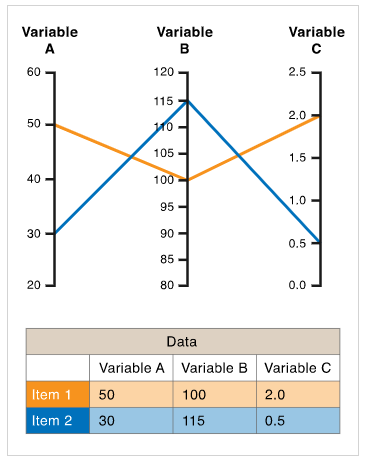 Variable Variable Variable
A B C
60 120 2.5
115
50 110 2.0
105 1.5
40 100
95 1.0
30 90 0.5
85
20 80 0.0
Data
Variable A Variable B Variable C
Item 1 50 100 2.0
Item 2 30 115 0.5